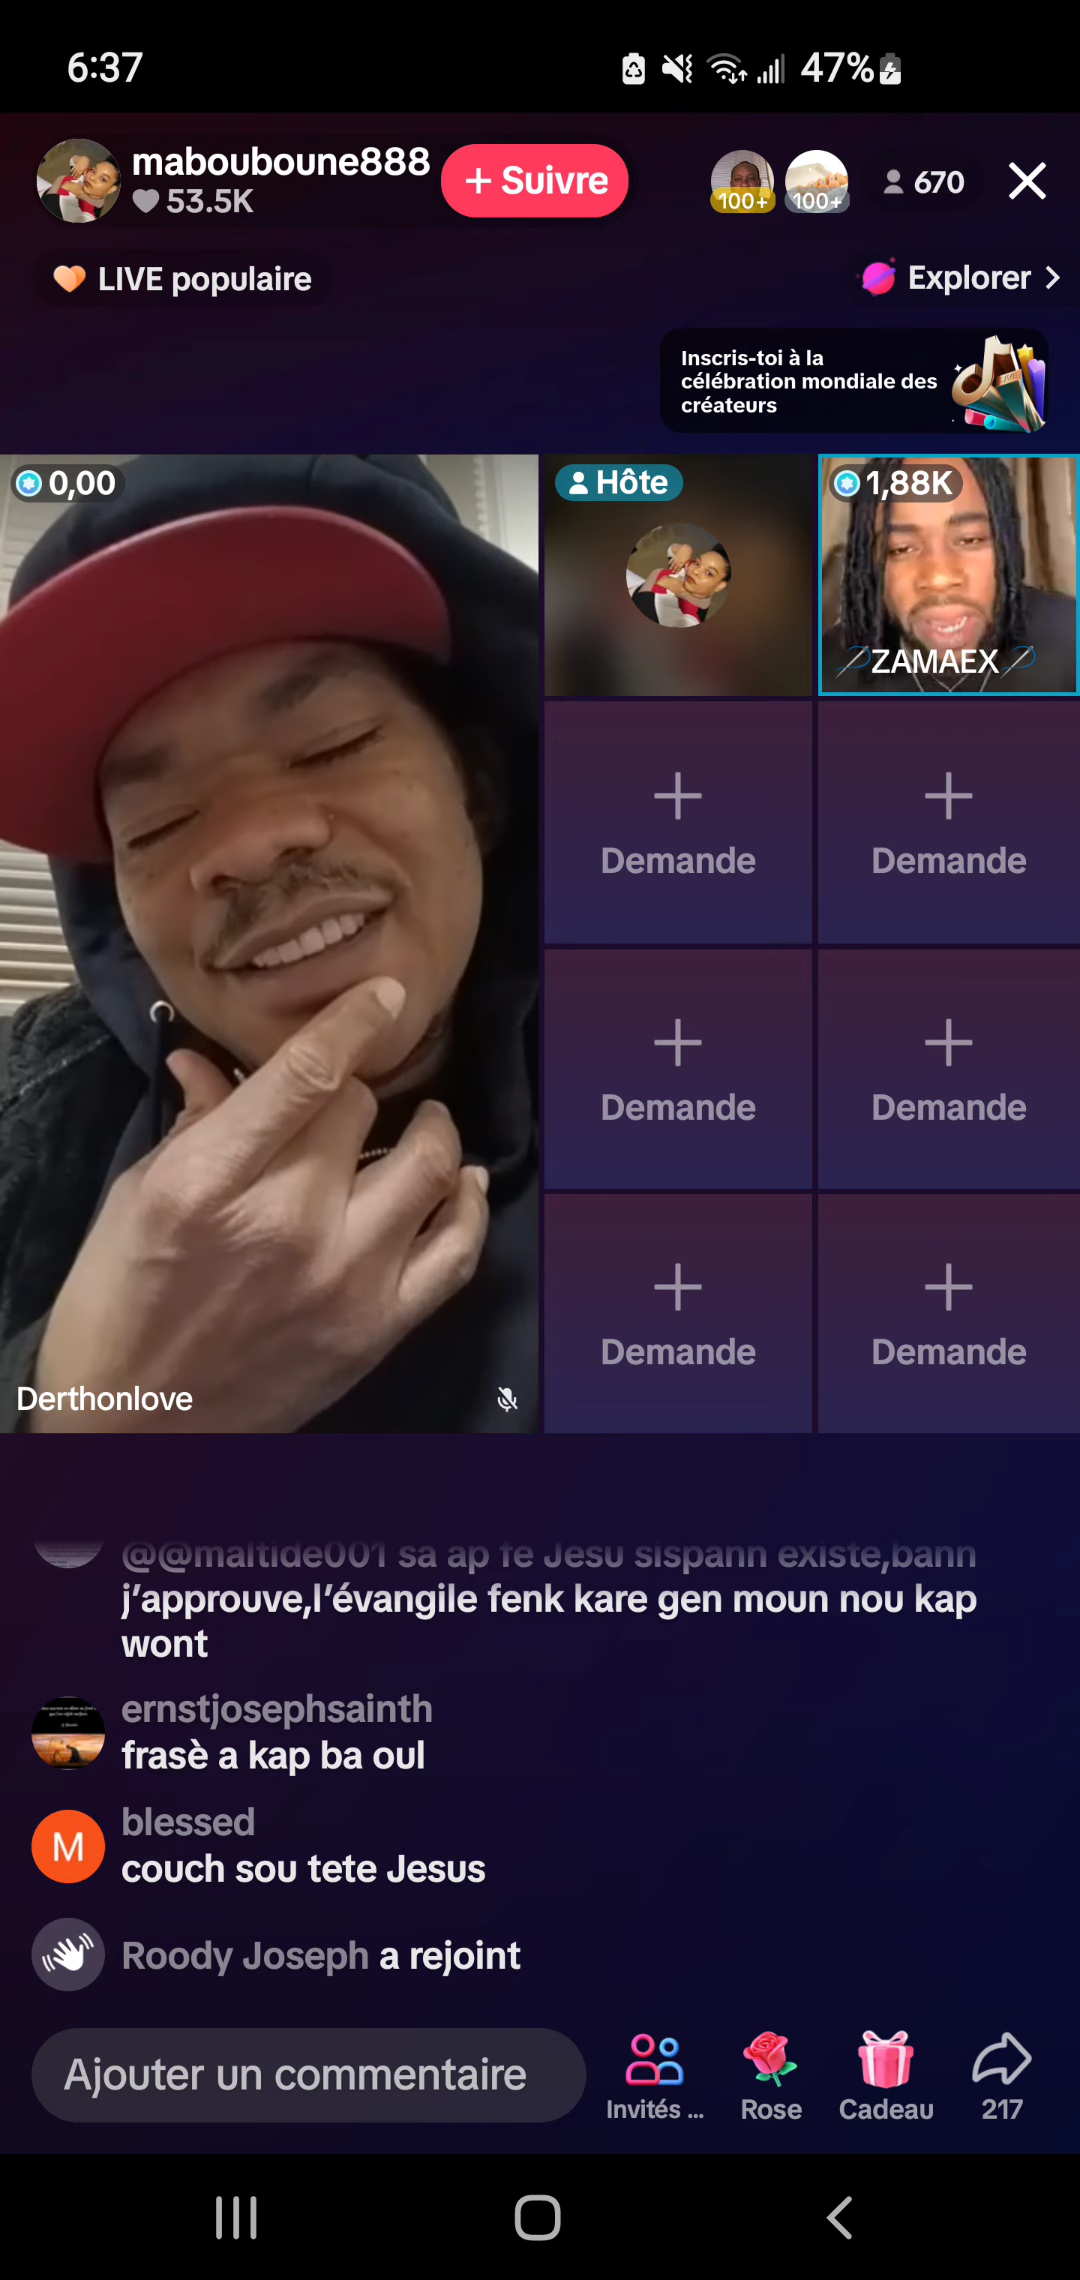 6:37
47%
mabouboune888
53.5K
+ Suivre
100+
100+
670
LIVE populaire
Explorer >
Inscris-toi à la
célébration mondiale des
créateurs
0,00
Hôte
1,88K
ZAMAEX
Demande
Demande
Demande
Demande
Demande
Demande
Derthonlove
@@maltide001 sa ap fe Jesu sispann existe,bann
j’approuve,l’évangile fenk kare gen moun nou kap
wont
ernstjosephsainth
frasè a kap ba oul
M
blessed
couch sou tete Jesus
Roody Joseph a rejoint
Ajouter un commentaire
Invités ...
Rose
Cadeau
217